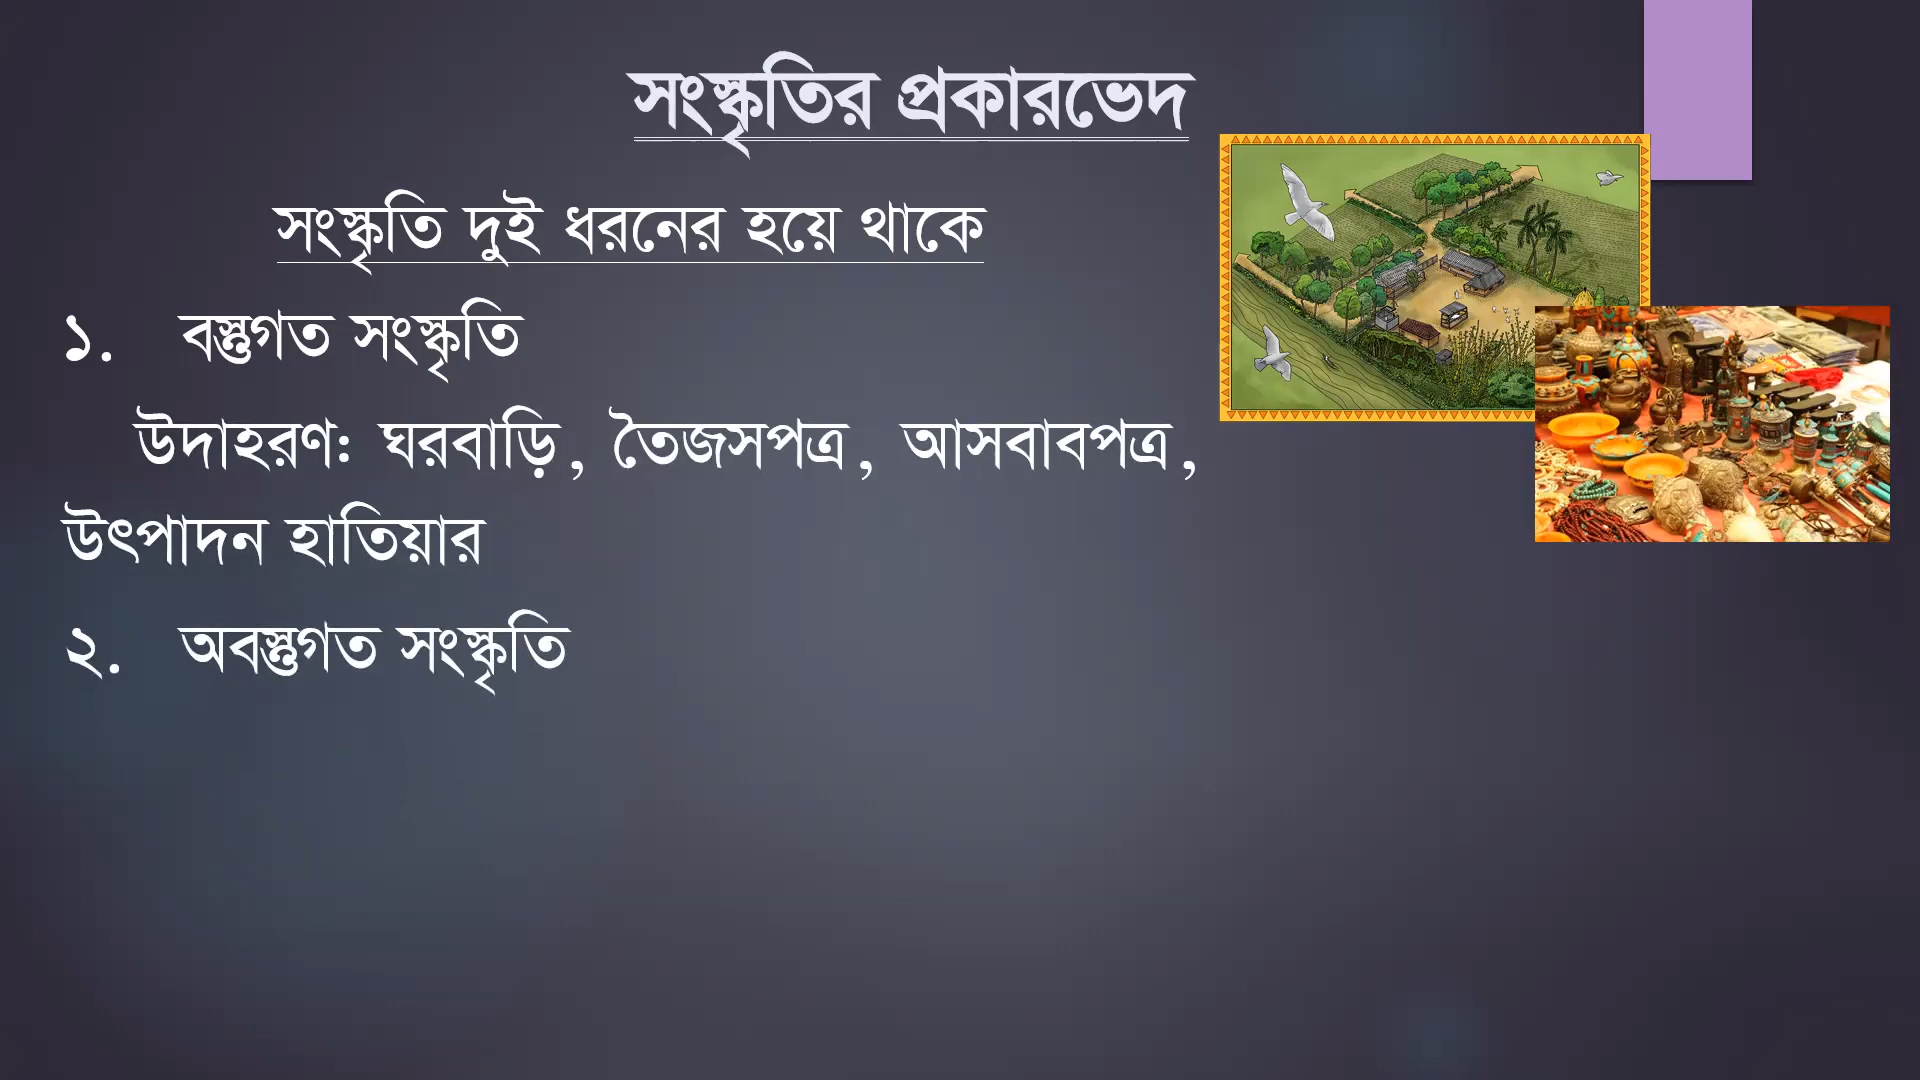 সংস্কৃতির প্রকারভেদ
সংস্কৃতি দুই ধরনের হয়ে থাকে
১. বস্তুগত সংস্কৃতি
উদাহরণ: ঘরবাড়ি, তৈজসপত্র, আসবাবপত্র,
উৎপাদন হাতিয়ার
২. অবস্তুগত সংস্কৃতি